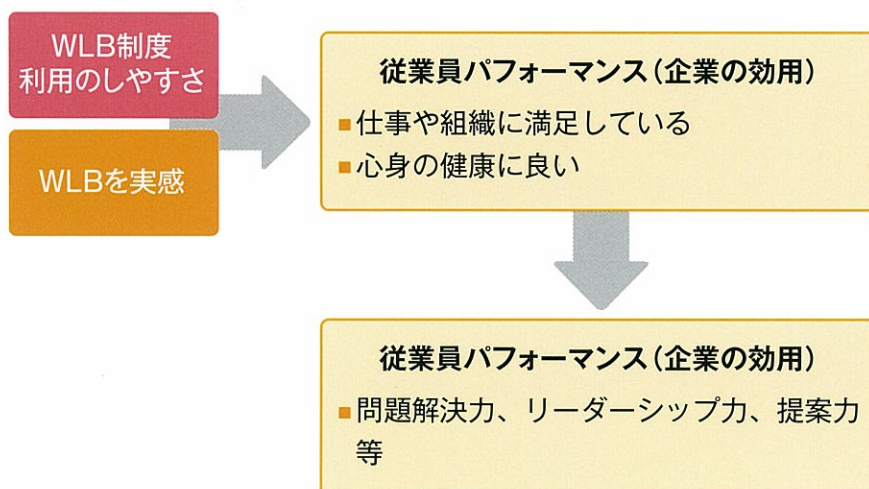 WLB制度
利用のしやすさ
WLBを実感
従業員パフォーマンス（企業の効用）
■仕事や組織に満足している
■心身の健康に良い
従業員パフォーマンス（企業の効用）
■問題解決力、リーダーシップ力、提案力
等